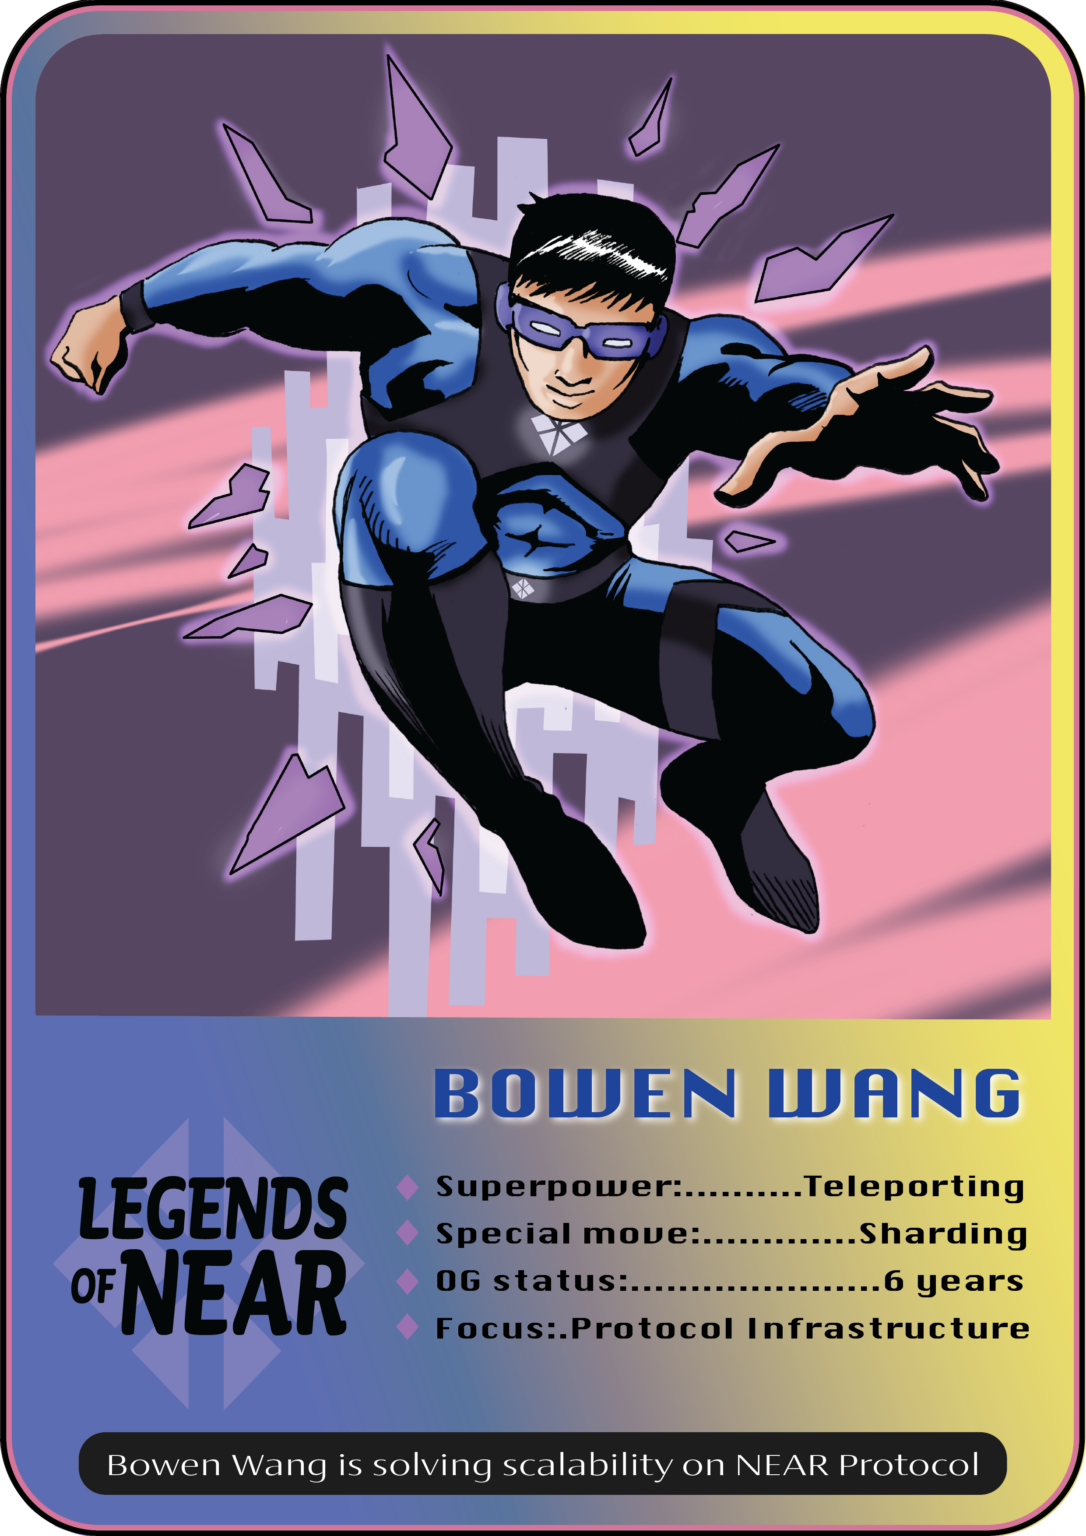 BOWEN WANG
LEGENDS
OF NEAR
Superpower:..........Teleporting
Special move:.............Sharding
OG status:.....................6 years
Focus:.Protocol Infrastructure
Bowen Wang is solving scalability on NEAR Protocol